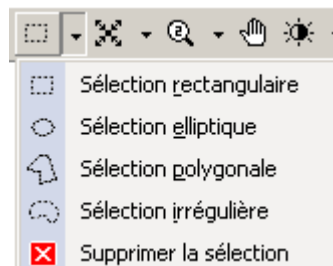 Sélection rectangulaire
Sélection elliptique
Sélection polygonale
Sélection irrégulière
Supprimer la sélection